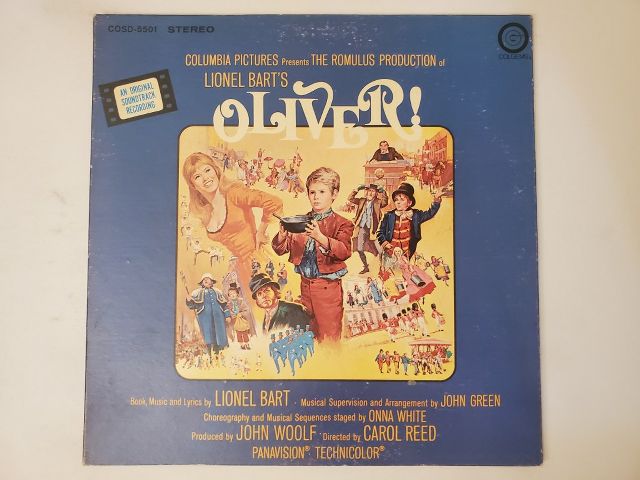 COSD-5501 STEREO
COLGEMS
COLUMBIA PICTURES Presents THE ROMULUS PRODUCTION of
LIONEL BART'S
OLIVER!
AN ORIGINAL
SOUNDTRACK
RECORDING
Book, Music and Lyrics by LIONEL BART · Musical Supervision and Arrangement by JOHN GREEN
Choreography and Musical Sequences staged by ONNA WHITE
Produced by JOHN WOOLF · Directed by CAROL REED
PANAVISION® TECHNICOLOR®